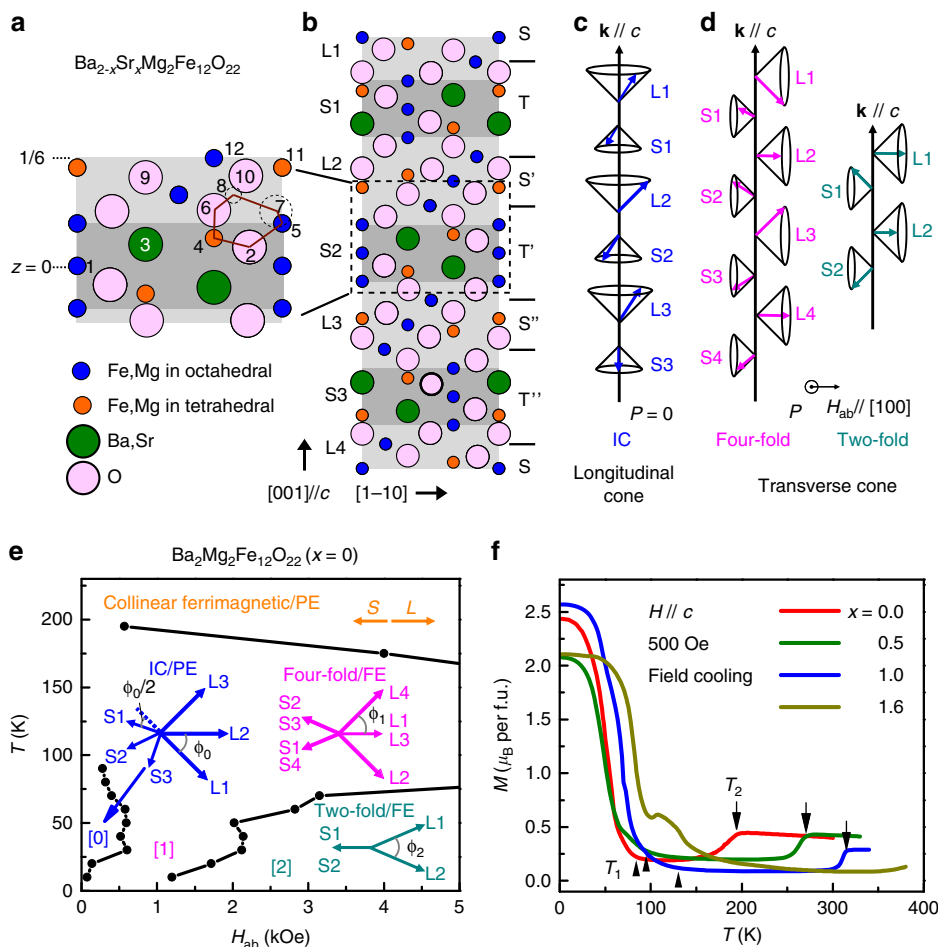 a
Ba2-xSrxMg2Fe12O22
1/6
z = 0
12
11
9
10
8
6
7
5
4
3
2
1
Fe,Mg in octahedral
Fe,Mg in tetrahedral
Ba,Sr
O
[001]//c
b
L1
S1
L2
S2
L3
S3
L4
S
T
S'
T'
S''
T''
S
[1–10]
c
k // c
L1
S1
L2
S2
L3
S3
P = 0
IC
Longitudinal
cone
d
k // c
L1
S1
L2
S2
L3
S3
L4
S4
k // c
L1
S1
L2
S2
P
Hab// [100]
Four-fold
Two-fold
Transverse cone
e
Ba2Mg2Fe12O22 (x = 0)
Collinear ferrimagnetic/PE
S
L
IC/PE
ϕ0/2
L3
S1
L2
S2
ϕ0
S3
L1
Four-fold/FE
L4
S2
ϕ1
S3
L1
S1
L3
S4
L2
Two-fold/FE
L1
S1
S2
ϕ2
L2
[0]
[1]
[2]
200
150
100
50
0
T (K)
0
1
2
3
4
5
Hab (kOe)
f
H // c
500 Oe
Field cooling
x = 0.0
0.5
1.0
1.6
T2
T1
2.5
2.0
1.5
1.0
0.5
0.0
M (μB per f.u.)
0
100
200
300
400
T (K)